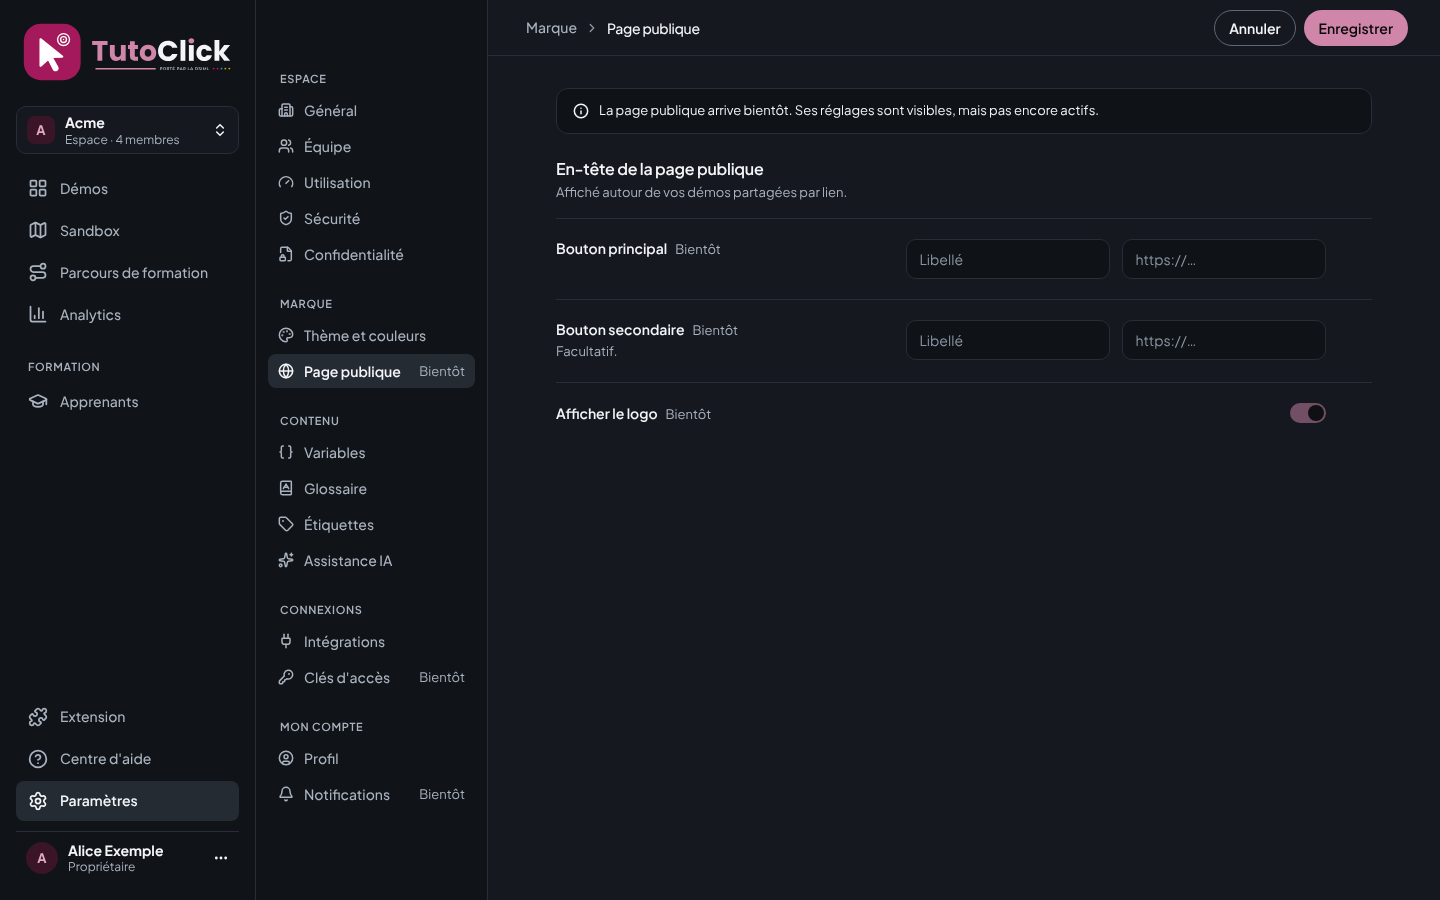 TutoClick
PORTÉ PAR LA DSIML
A
Acme
Espace · 4 membres
Démos
Sandbox
Parcours de formation
Analytics
FORMATION
Apprenants
Extension
Centre d'aide
Paramètres
A
Alice Exemple
Propriétaire
ESPACE
Général
Équipe
Utilisation
Sécurité
Confidentialité
MARQUE
Thème et couleurs
Page publique Bientôt
CONTENU
Variables
Glossaire
Étiquettes
Assistance IA
CONNEXIONS
Intégrations
Clés d'accès Bientôt
MON COMPTE
Profil
Notifications Bientôt
Marque > Page publique
Annuler
Enregistrer
La page publique arrive bientôt. Ses réglages sont visibles, mais pas encore actifs.
En-tête de la page publique
Affiché autour de vos démos partagées par lien.
Bouton principal Bientôt
Libellé
https://…
Bouton secondaire Bientôt
Facultatif.
Libellé
https://…
Afficher le logo Bientôt